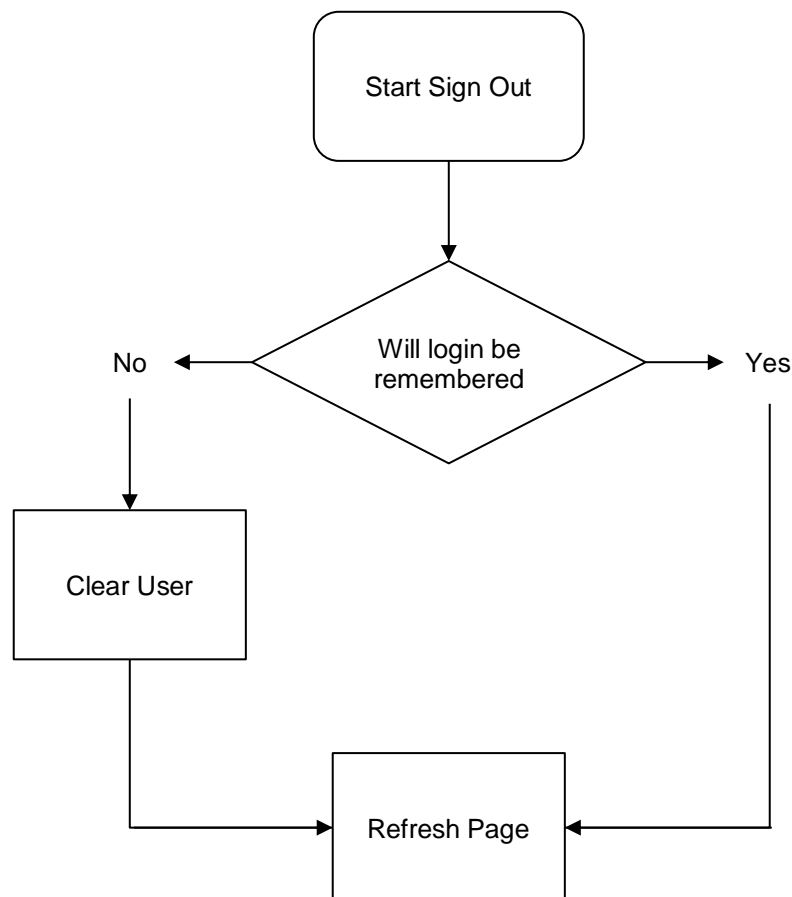 Start Sign Out
Will login be
remembered
No
Yes
Clear User
Refresh Page